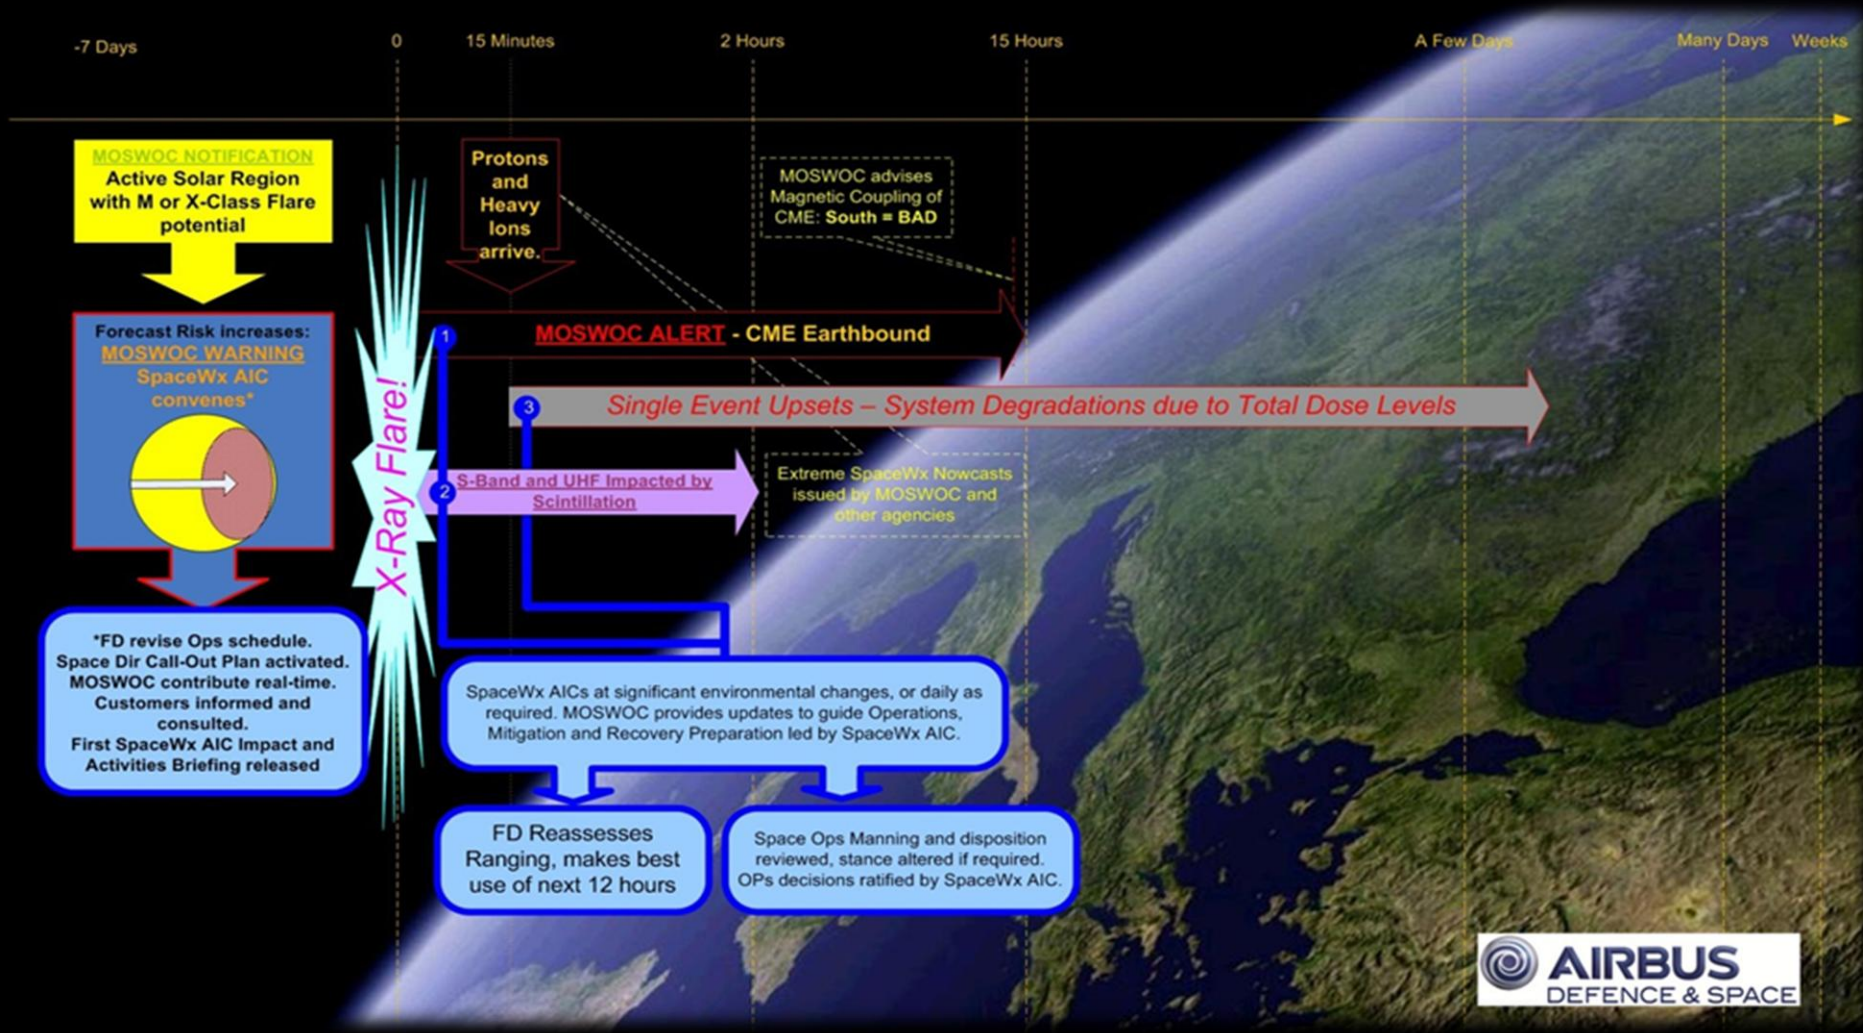 -7 Days
0
15 Minutes
2 Hours
15 Hours
A Few Days
Many Days
Weeks
MOSWOC NOTIFICATION
Active Solar Region
with M or X-Class Flare
potential
Forecast Risk increases:
MOSWOC WARNING
SpaceWx AIC
convenes*
*FD revise Ops schedule.
Space Dir Call-Out Plan activated.
MOSWOC contribute real-time.
Customers informed and
consulted.
First SpaceWx AIC Impact and
Activities Briefing released
X-Ray Flare!
Protons
and
Heavy
Ions
arrive.
MOSWOC advises
Magnetic Coupling of
CME: South = BAD
1
MOSWOC ALERT - CME Earthbound
3
Single Event Upsets – System Degradations due to Total Dose Levels
2
S-Band and UHF Impacted by
Scintillation
Extreme SpaceWx Nowcasts
issued by MOSWOC and
other agencies
SpaceWx AICs at significant environmental changes, or daily as
required. MOSWOC provides updates to guide Operations,
Mitigation and Recovery Preparation led by SpaceWx AIC.
FD Reassesses
Ranging, makes best
use of next 12 hours
Space Ops Manning and disposition
reviewed, stance altered if required.
OPs decisions ratified by SpaceWx AIC.
AIRBUS
DEFENCE & SPACE